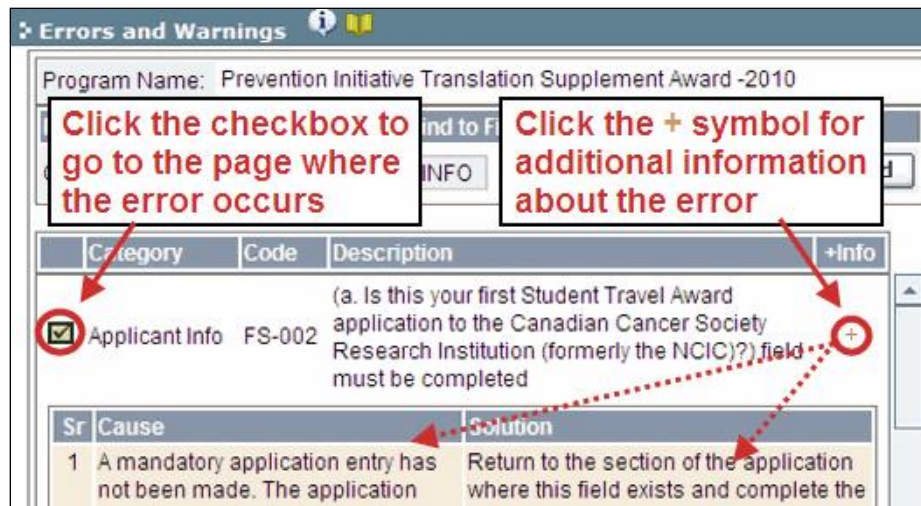 Errors and Warnings
Program Name: Prevention Initiative Translation Supplement Award -2010
Click the checkbox to
go to the page where
the error occurs
Click the + symbol for
additional information
about the error
ind to Fi
NFO
Category Code Description +Info
Applicant Info FS-002 (a. Is this your first Student Travel Award
application to the Canadian Cancer Society
Research Institution (formerly the NCIC)?) field
must be completed
+
Sr Cause Solution
1 A mandatory application entry has Return to the section of the application
not been made. The application where this field exists and complete the